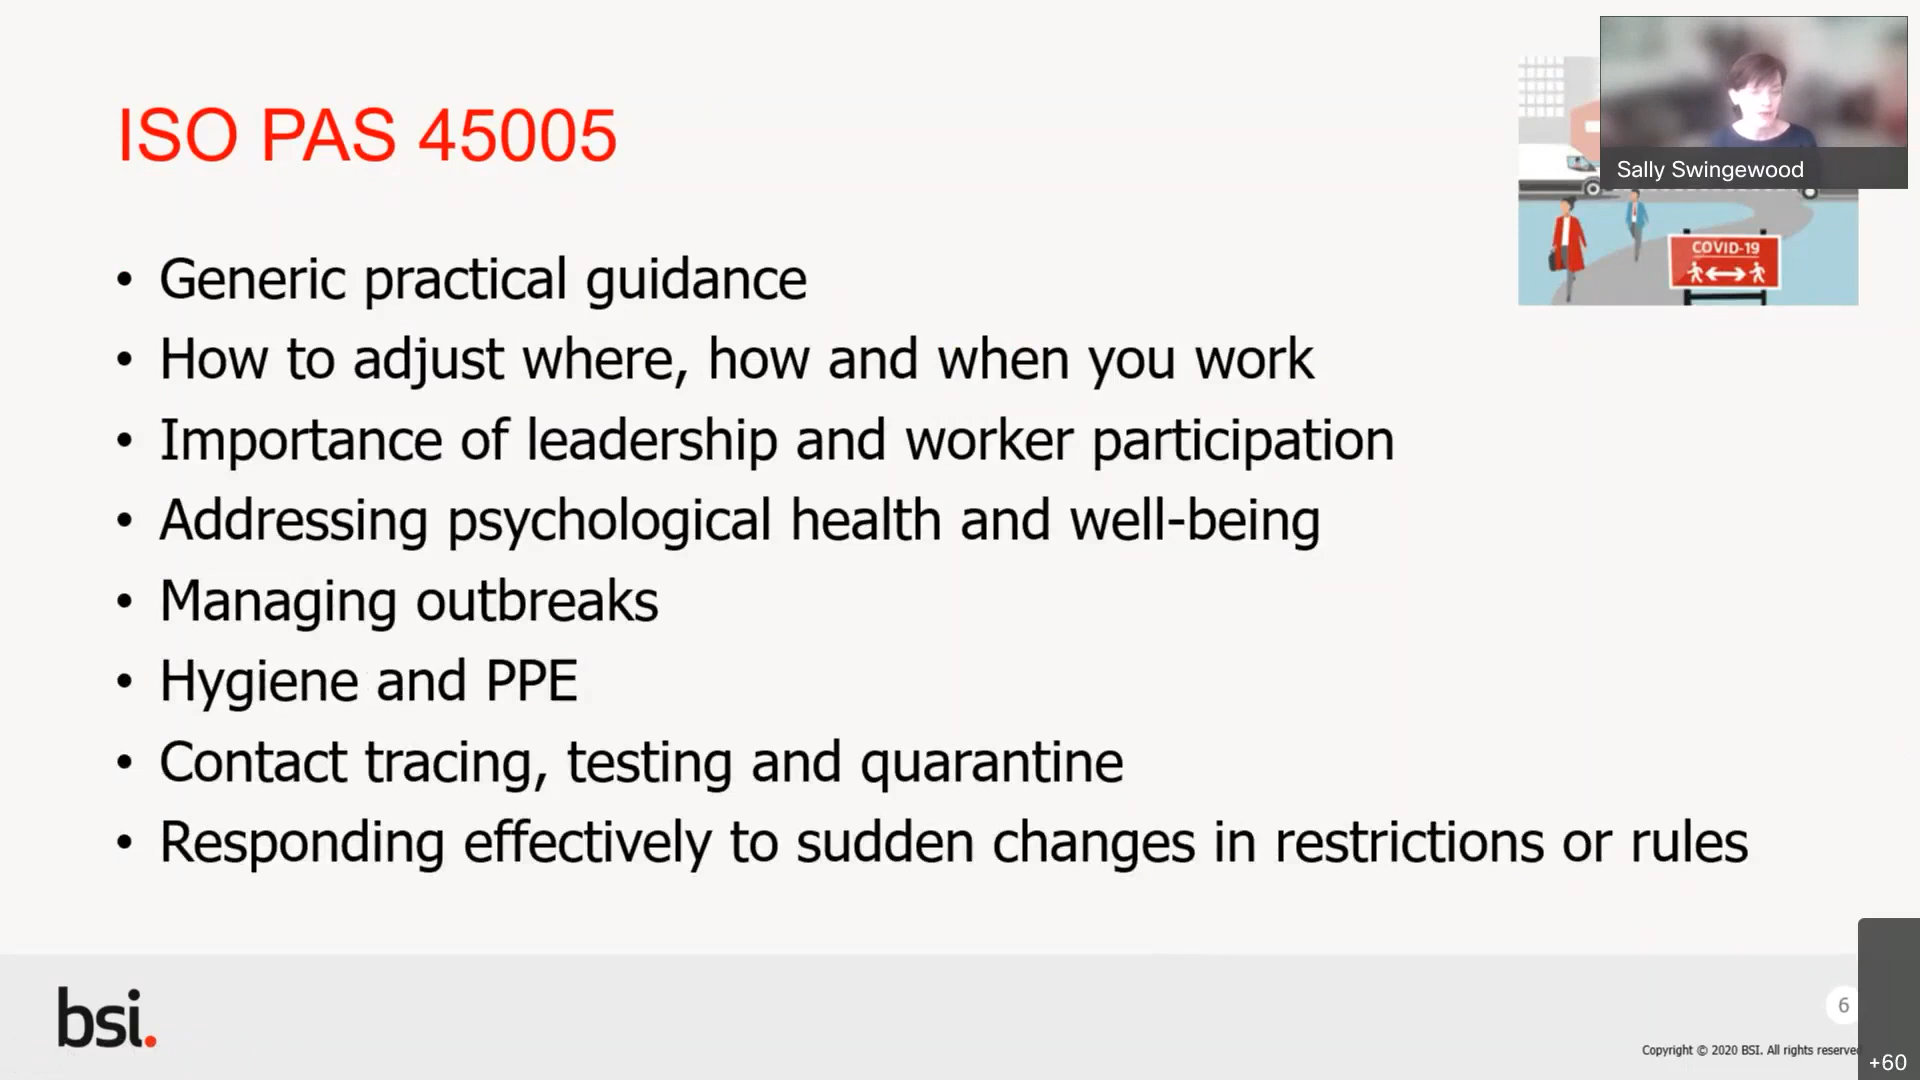 ISO PAS 45005
Sally Swingewood
COVID-19
• Generic practical guidance
• How to adjust where, how and when you work
• Importance of leadership and worker participation
• Addressing psychological health and well-being
• Managing outbreaks
• Hygiene and PPE
• Contact tracing, testing and quarantine
• Responding effectively to sudden changes in restrictions or rules
bsi.
6
Copyright © 2020 BSI. All rights reserved
+60